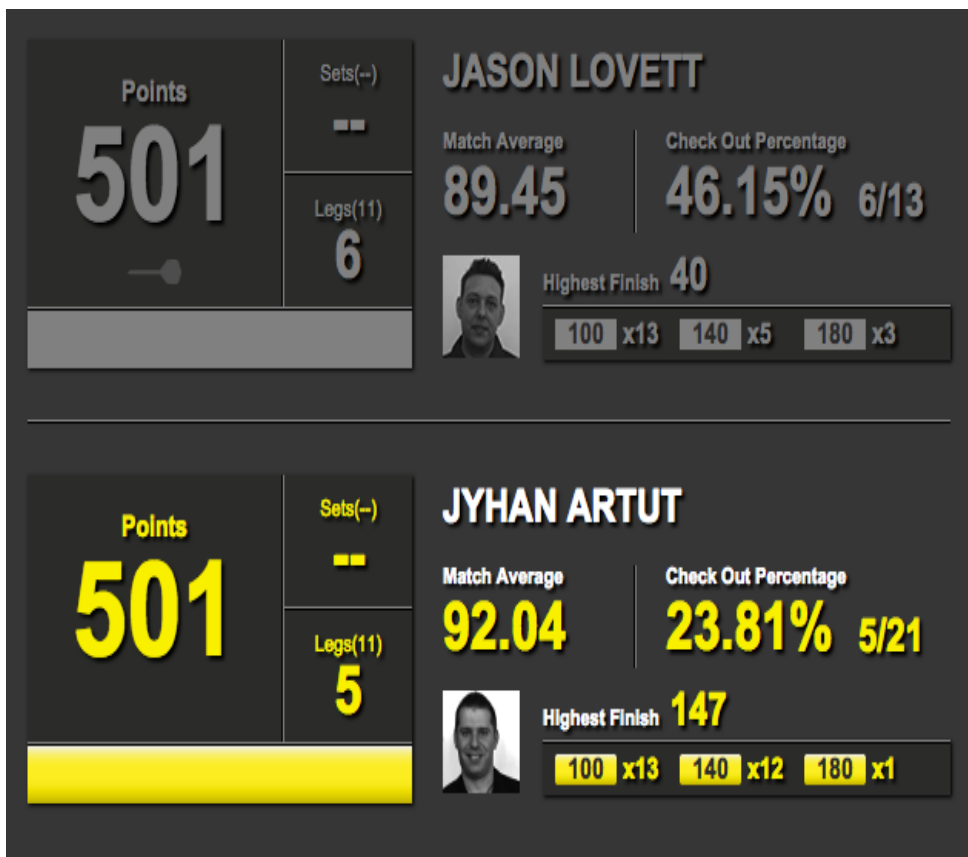 JASON LOVETT
Points
501
Sets(--)
--
Legs(11)
6
Match Average
89.45
Check Out Percentage
46.15% 6/13
Highest Finish 40
100 x13 140 x5 180 x3
JYHAN ARTUT
Points
501
Sets(--)
--
Legs(11)
5
Match Average
92.04
Check Out Percentage
23.81% 5/21
Highest Finish 147
100 x13 140 x12 180 x1